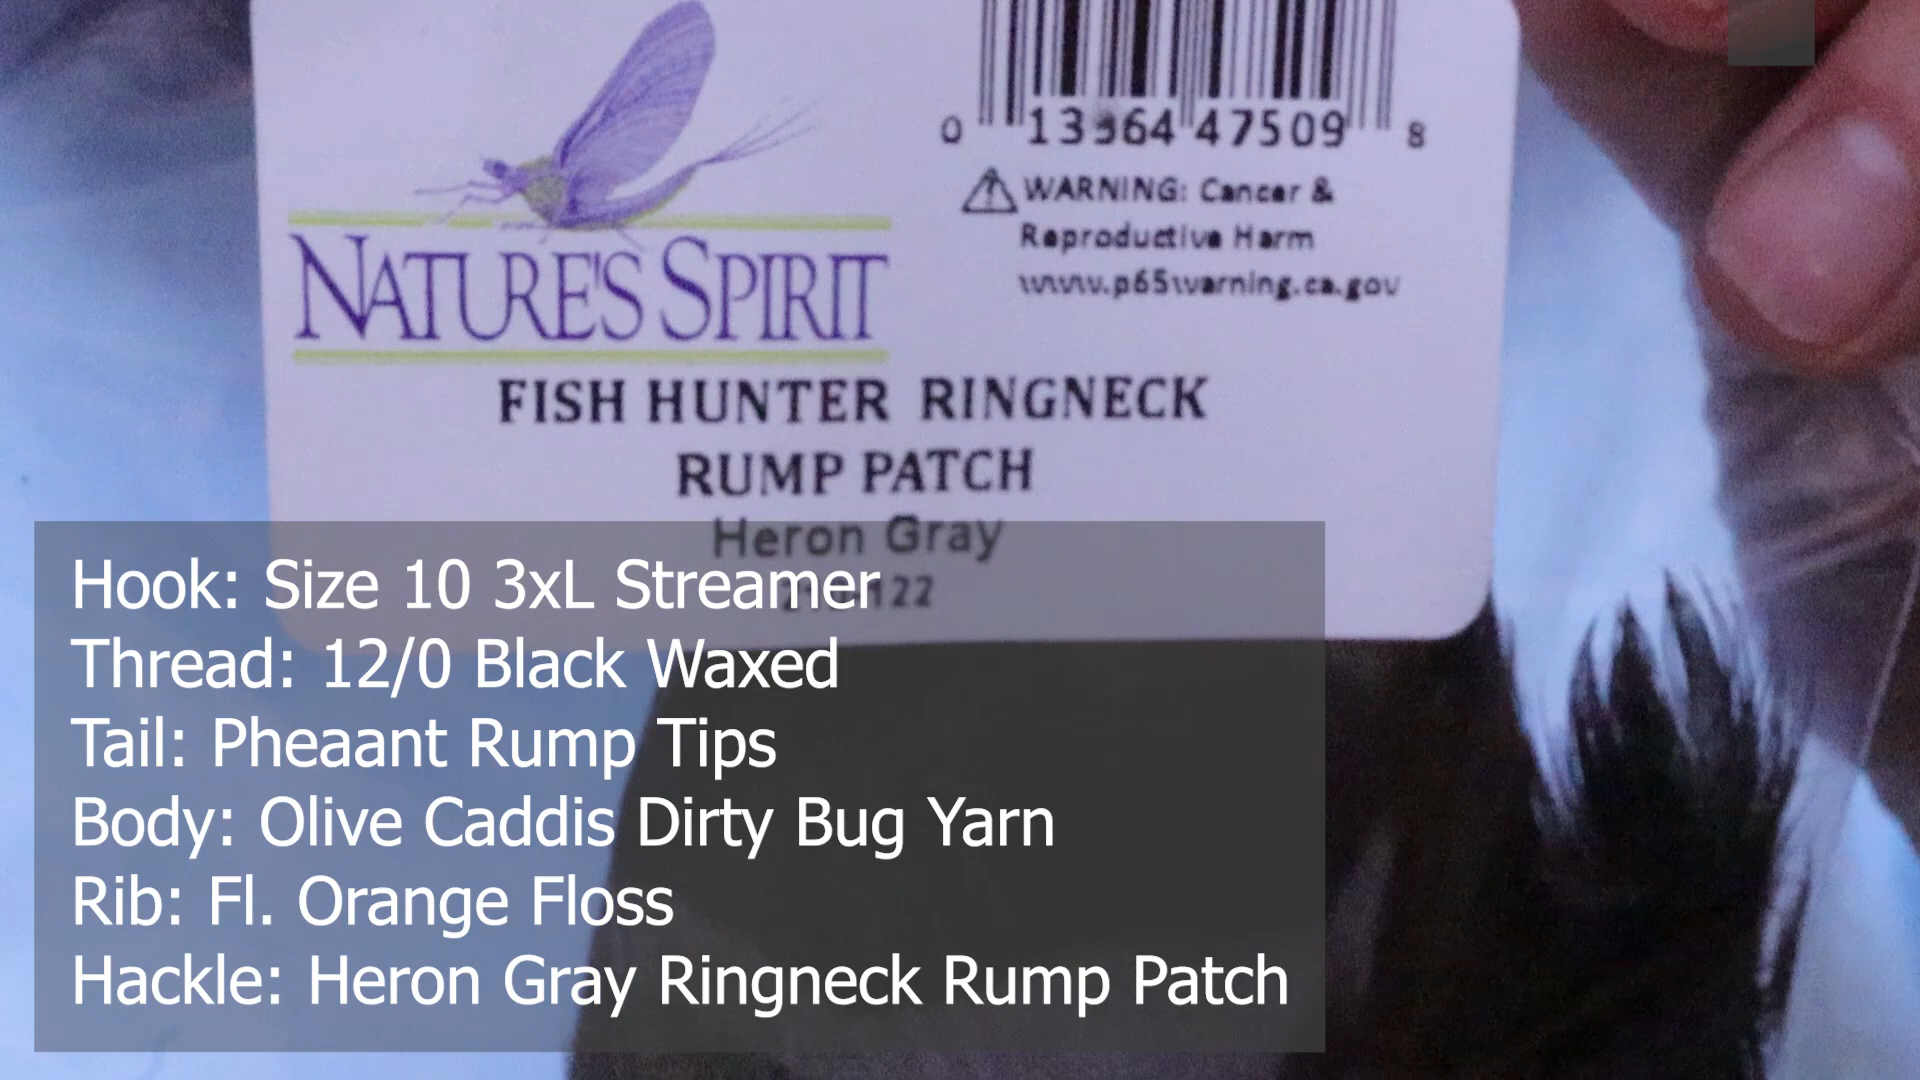 0 13964 47509 8
WARNING: Cancer &
Reproductive Harm
www.p65warning.ca.gov
NATURE'S SPIRIT
FISH HUNTER RINGNECK
RUMP PATCH
Heron Gray
Hook: Size 10 3xL Streamer
Thread: 12/0 Black Waxed
Tail: Pheaant Rump Tips
Body: Olive Caddis Dirty Bug Yarn
Rib: Fl. Orange Floss
Hackle: Heron Gray Ringneck Rump Patch